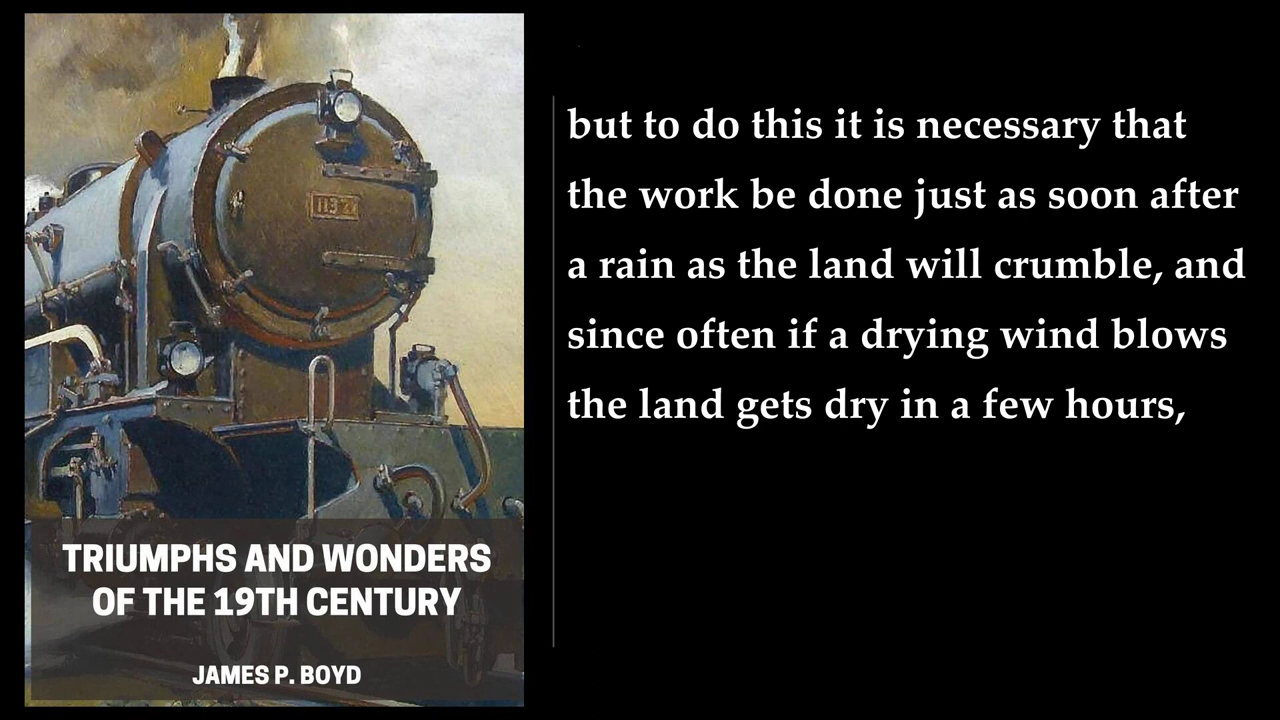 but to do this it is necessary that
the work be done just as soon after
a rain as the land will crumble, and
since often if a drying wind blows
the land gets dry in a few hours,
TRIUMPHS AND WONDERS
OF THE 19TH CENTURY
JAMES P. BOYD